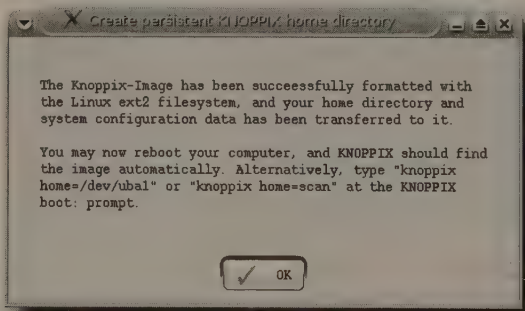 Create persistent KNOPPIX home directory
The Knoppix-Image has been succeessfully formatted with
the Linux ext2 filesystem, and your home directory and
system configuration data has been transferred to it.
You may now reboot your computer, and KNOPPIX should find
the image automatically. Alternatively, type "knoppix
home=/dev/uba1" or "knoppix home=scan" at the KNOPPIX
boot: prompt.
OK